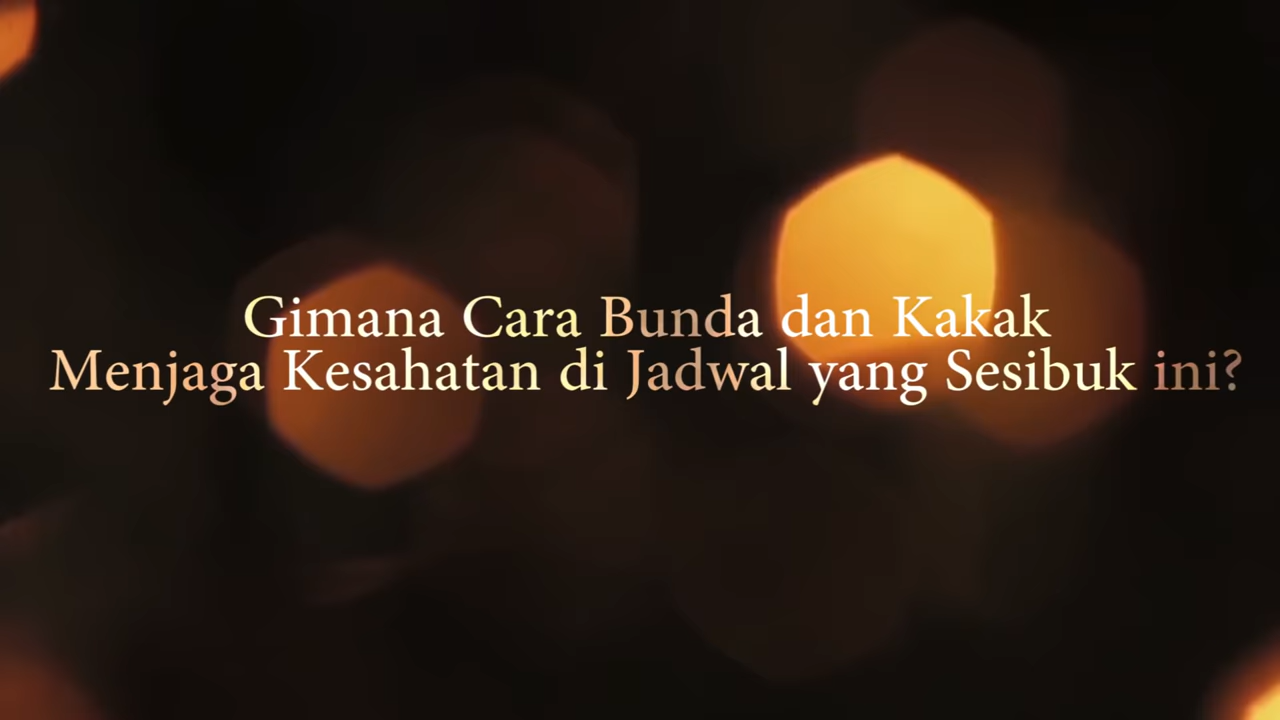 Gimana Cara Bunda dan Kakak
Menjaga Kesahatan di Jadwal yang Sesibuk ini?